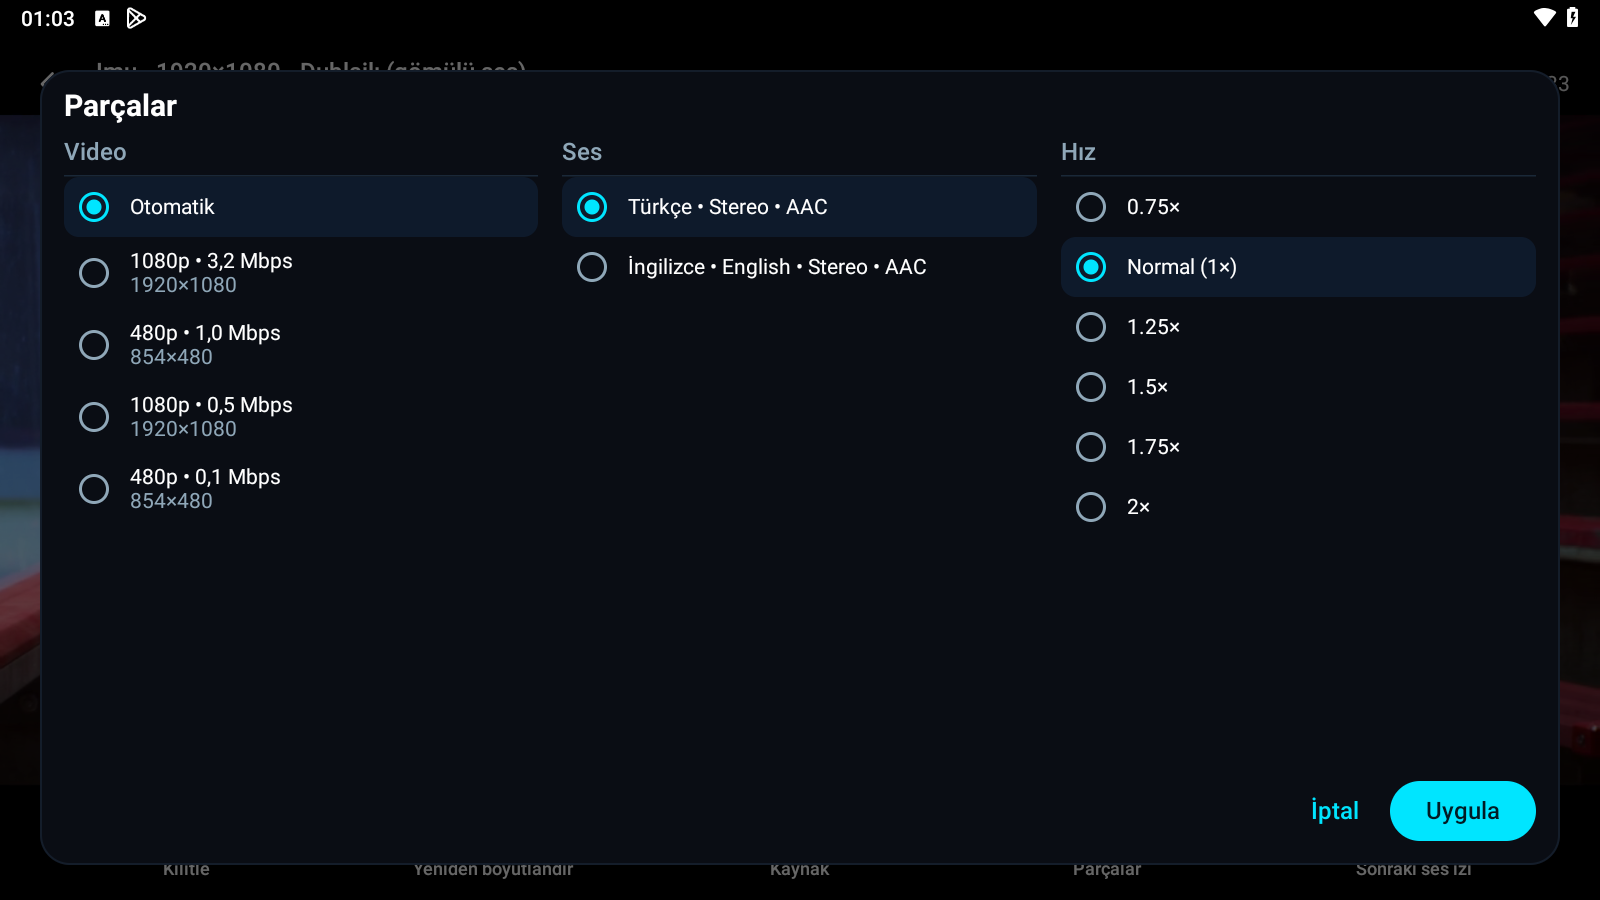 01:03
Parçalar
Video
Otomatik
1080p • 3,2 Mbps
1920×1080
480p • 1,0 Mbps
854×480
1080p • 0,5 Mbps
1920×1080
480p • 0,1 Mbps
854×480
Ses
Türkçe • Stereo • AAC
İngilizce • English • Stereo • AAC
Hız
0.75×
Normal (1×)
1.25×
1.5×
1.75×
2×
İptal
Uygula
Kilitle
Yeniden boyutlandır
Kaynak
Parçalar
Sonraki ses izi